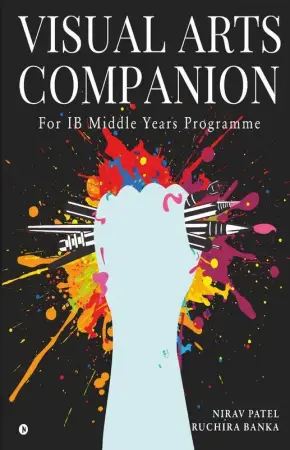 VISUAL ARTS
COMPANION
For IB Middle Years Programme
NIRAV PATEL
RUCHIRA BANKA
N